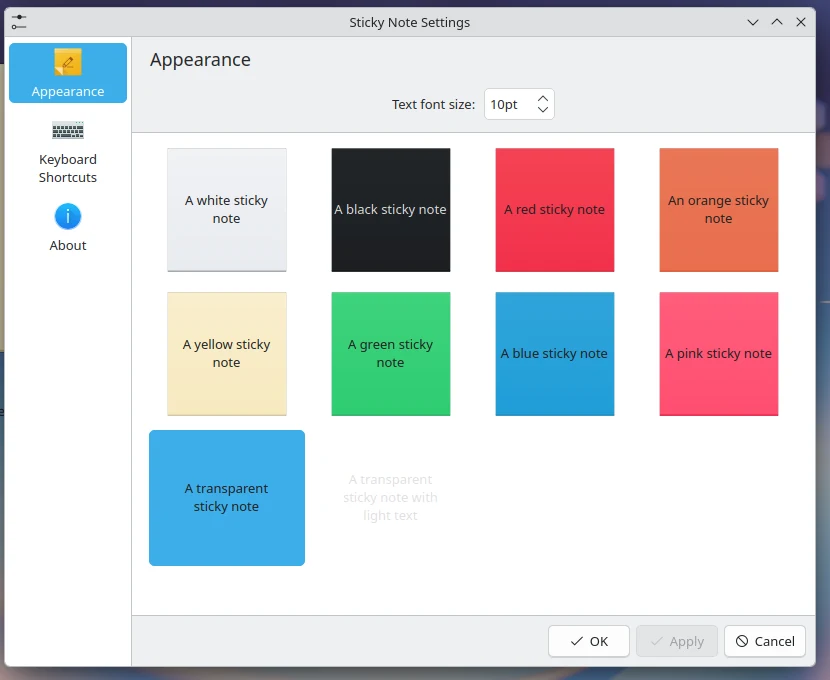 Sticky Note Settings
Appearance
Keyboard
Shortcuts
About
Appearance
Text font size: 10pt
A white sticky
note
A black sticky note
A red sticky note
An orange sticky
note
A yellow sticky
note
A green sticky
note
A blue sticky note
A pink sticky note
A transparent
sticky note
A transparent
sticky note with
light text
OK
Apply
Cancel